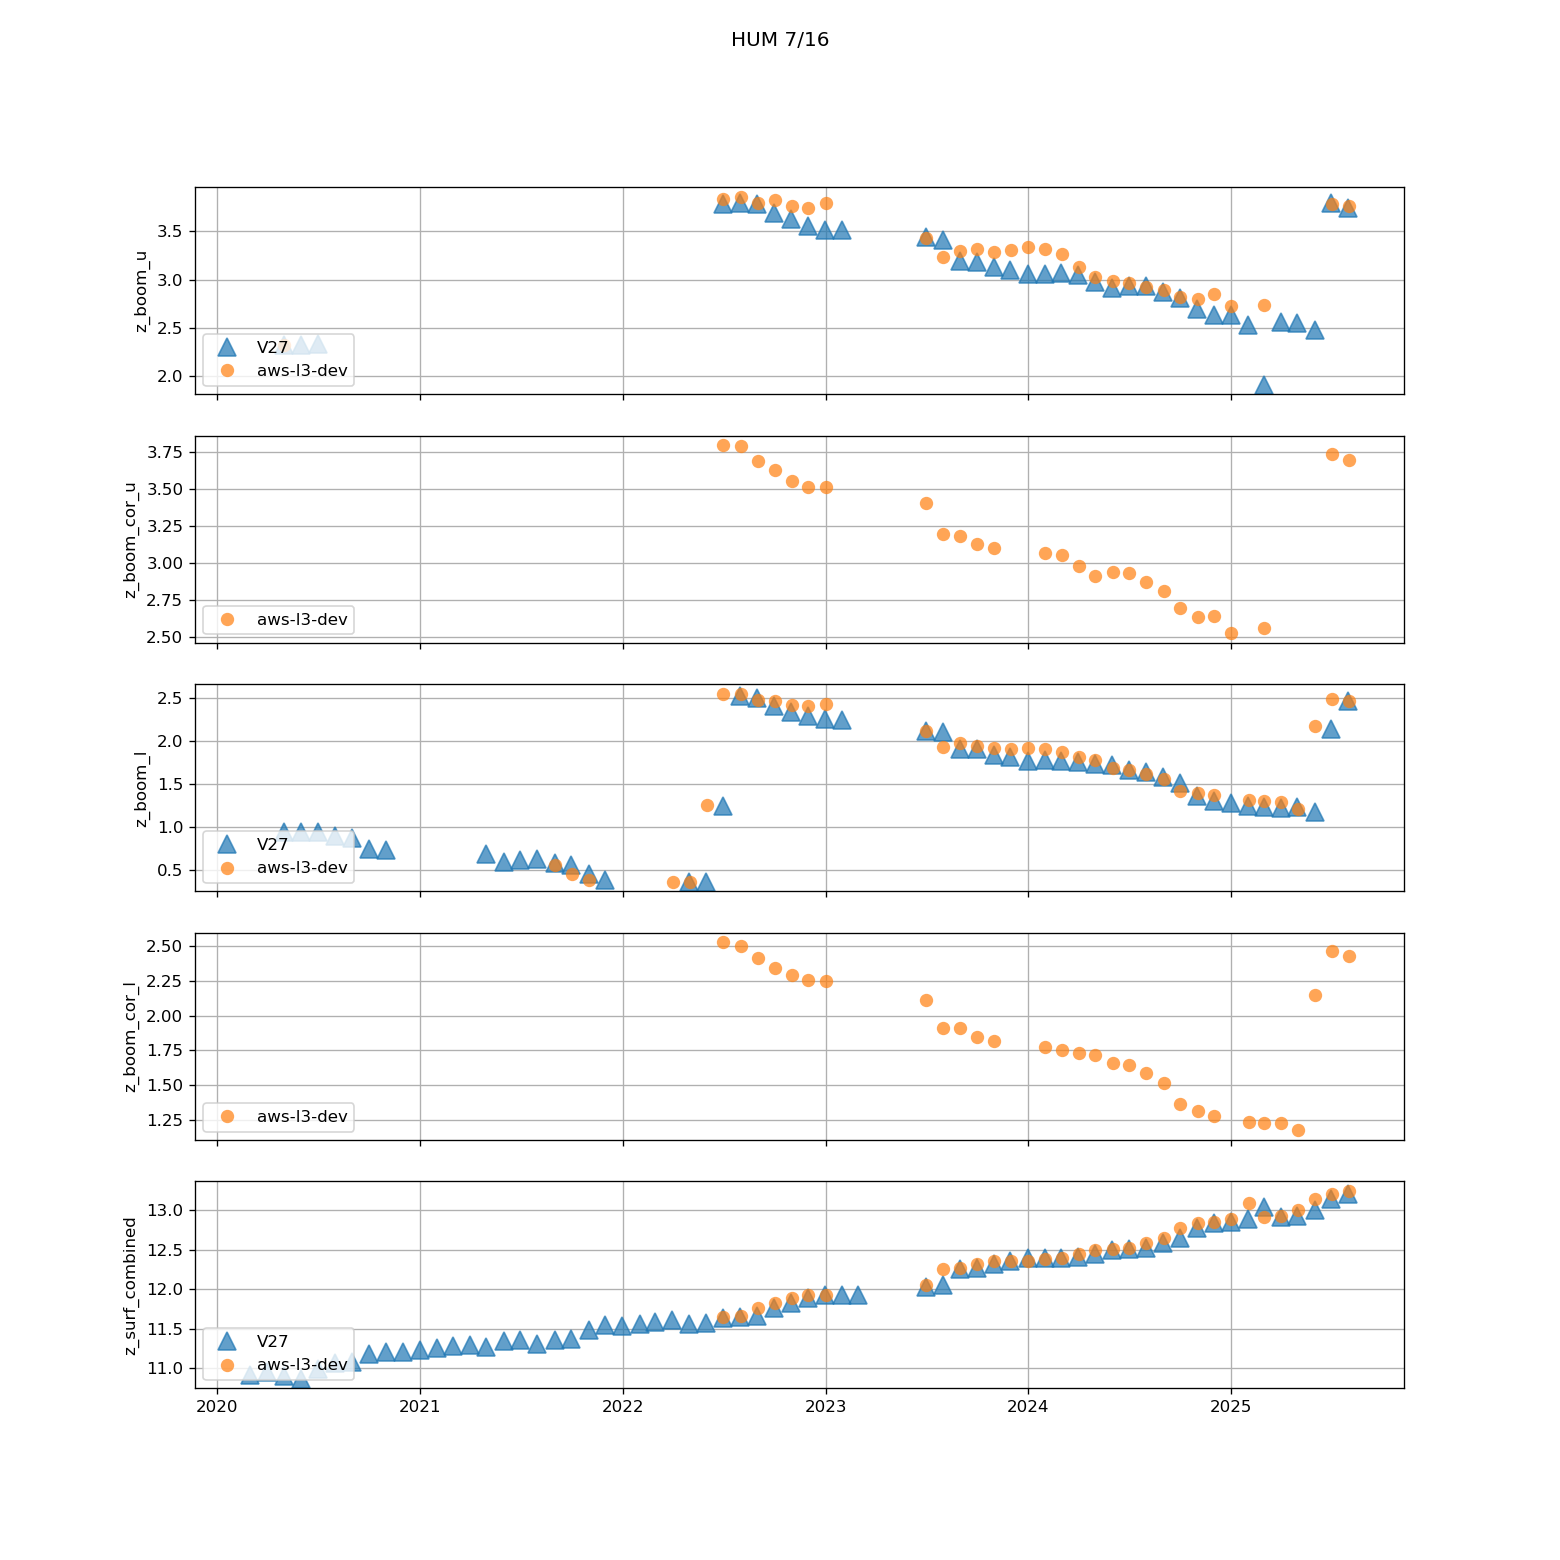 HUM 7/16
z_boom_u
3.5
3.0
2.5
2.0
V27
aws-l3-dev
z_boom_cor_u
3.75
3.50
3.25
3.00
2.75
2.50
aws-l3-dev
z_boom_l
2.5
2.0
1.5
1.0
0.5
V27
aws-l3-dev
z_boom_cor_l
2.50
2.25
2.00
1.75
1.50
1.25
aws-l3-dev
z_surf_combined
13.0
12.5
12.0
11.5
11.0
V27
aws-l3-dev
2020 2021 2022 2023 2024 2025